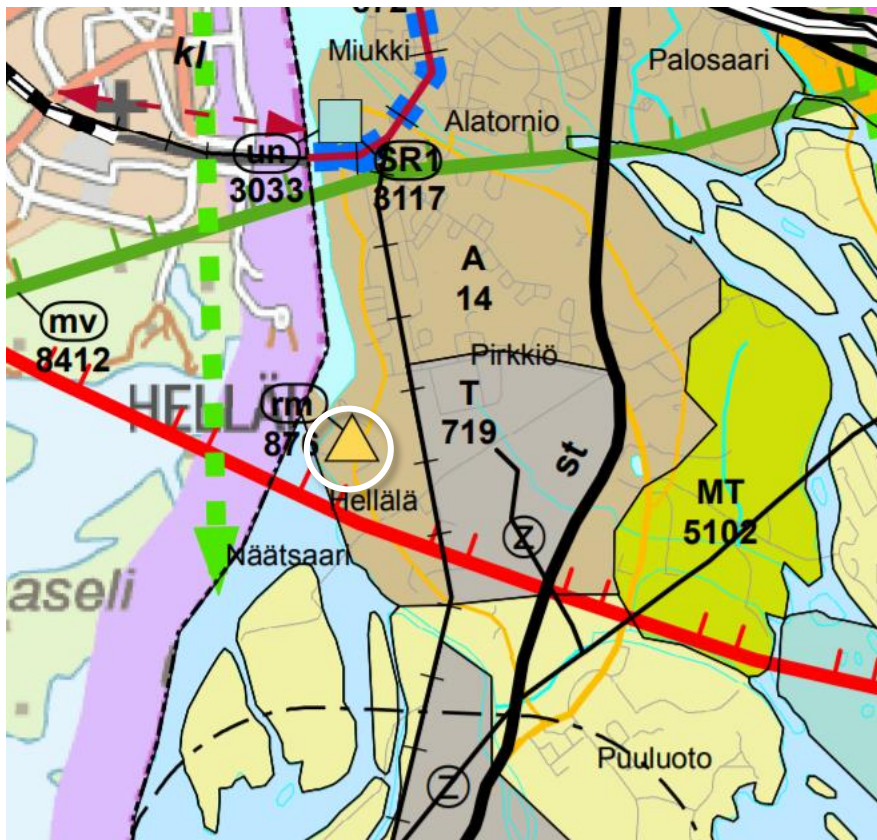 Miukki
kl
Palosaari
Alatornio
un
3033
SR1
3117
A
14
mv
8412
Pirkkiö
T
719
rm
876
st
MT
5102
Hellälä
Z
Näätsaari
aseli
Puuluoto
Z